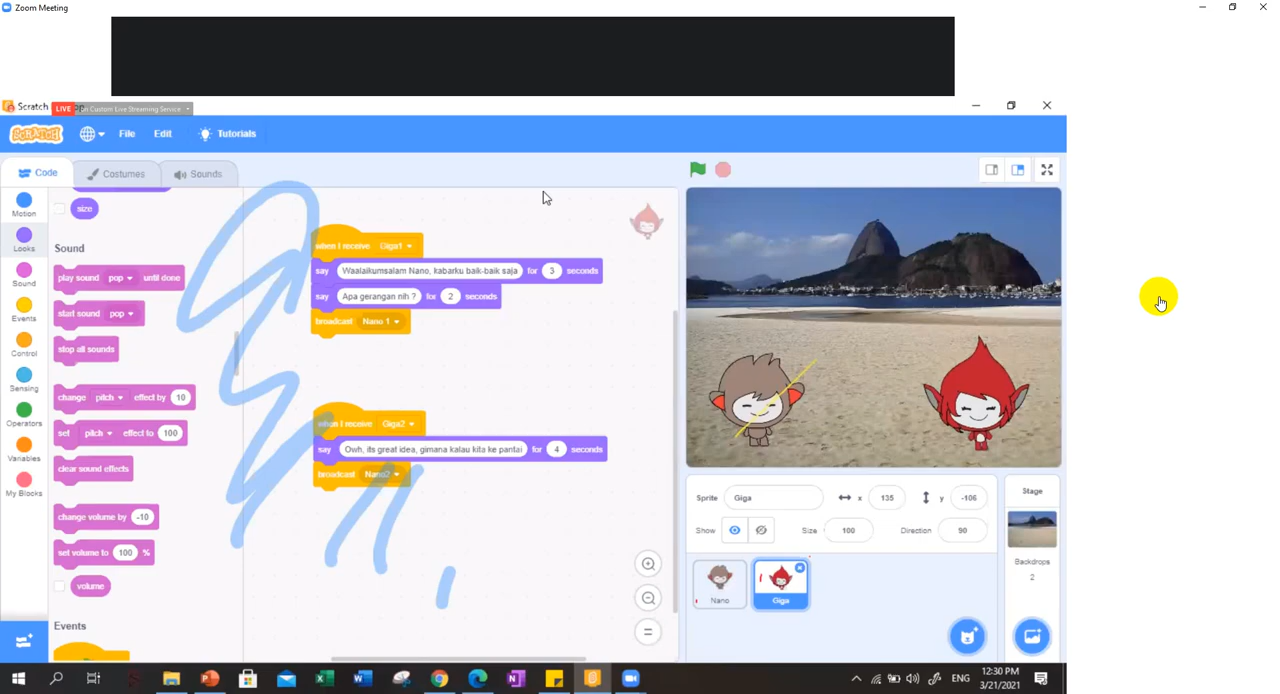 Zoom Meeting
Scratch
LIVE
on Custom Live Streaming Service
SCRATCH
File
Edit
Tutorials
Code
Costumes
Sounds
Motion
Looks
Sound
Events
Control
Sensing
Operators
Variables
My Blocks
size
Sound
play sound pop until done
start sound pop
stop all sounds
change pitch effect by 10
set pitch effect to 100
clear sound effects
change volume by -10
set volume to 100 %
volume
Events
when I receive Giga1
say Waalaikumsalam Nano, kabarku baik-baik saja for 3 seconds
say Apa gerangan nih ? for 2 seconds
broadcast Nano 1
when I receive Giga2
say Owh, its great idea, gimana kalau kita ke pantai for 4 seconds
broadcast Nano2
Sprite Giga x 135 y -106
Show Size 100 Direction 90
Nano
Giga
Stage
Backdrops
2
ENG
12:30 PM
3/21/2021